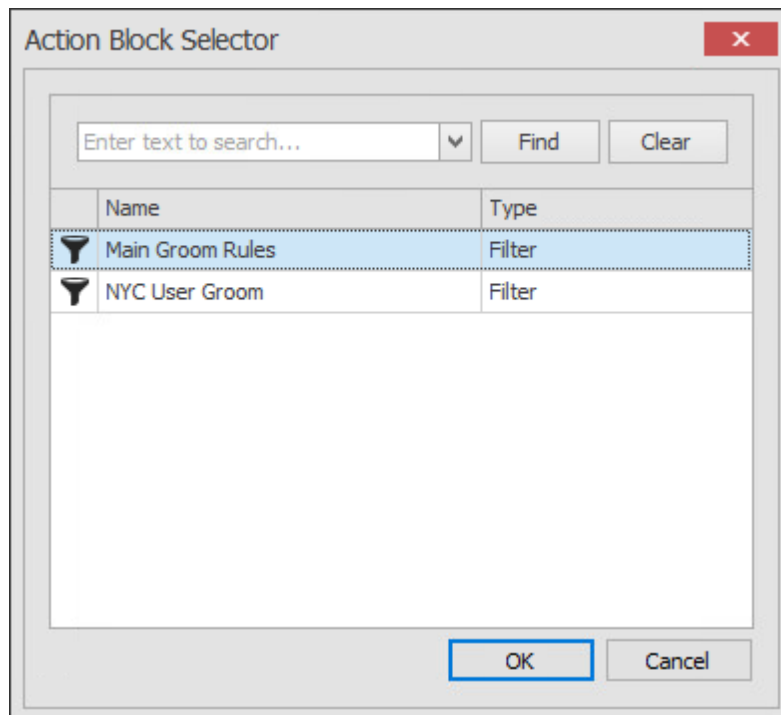 Action Block Selector
Enter text to search... Find Clear
Name Type
Main Groom Rules Filter
NYC User Groom Filter
OK Cancel